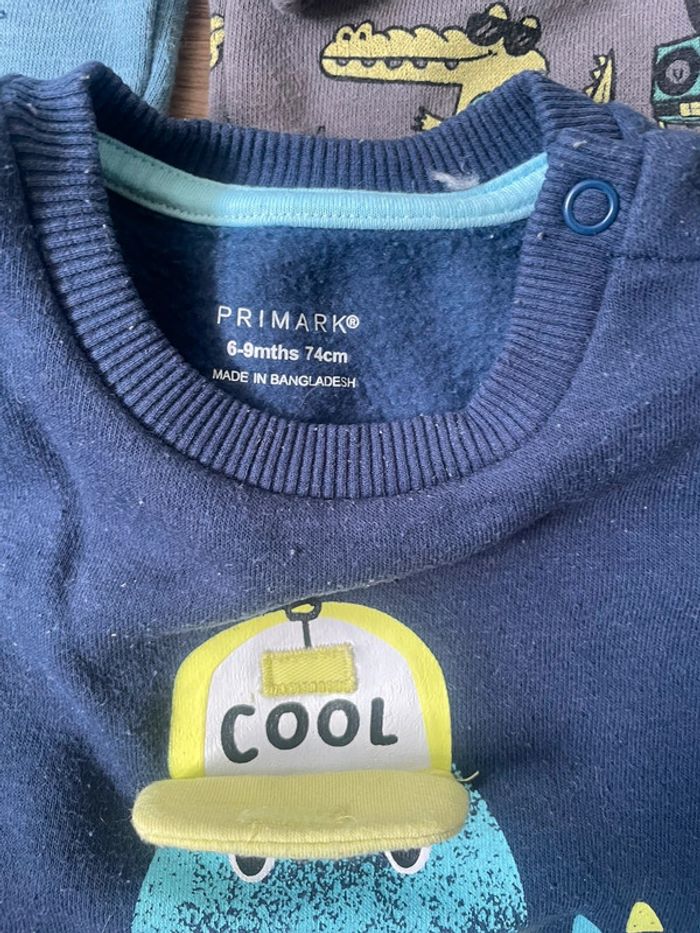 PRIMARK®
6-9mths 74cm
MADE IN BANGLADESH
COOL